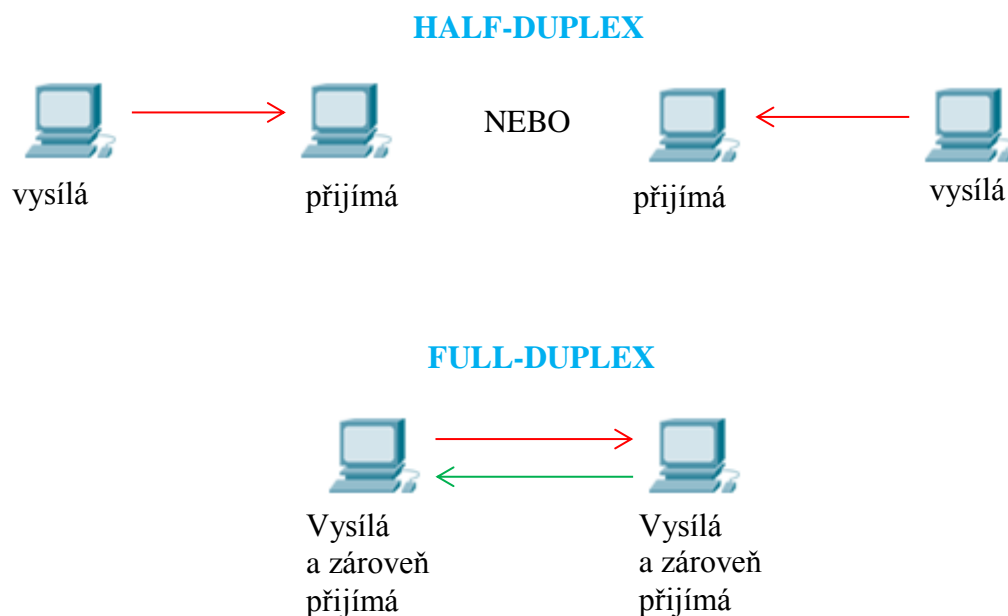 HALF-DUPLEX
NEBO
vysílá
přijímá
přijímá
vysílá
FULL-DUPLEX
Vysílá
a zároveň
přijímá
Vysílá
a zároveň
přijímá